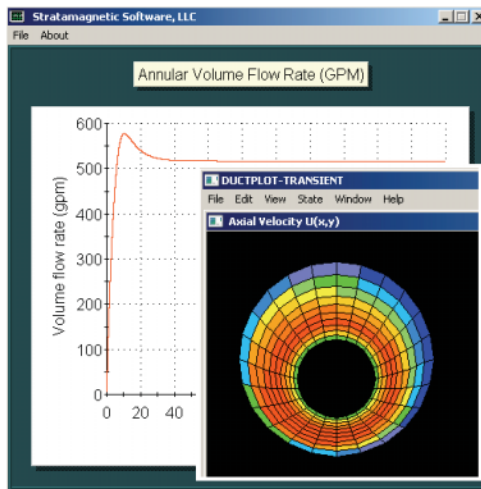 Stratamagnetic Software, LLC
File About
Annular Volume Flow Rate (GPM)
600
500
400
300
200
100
0
Volume flow rate (gpm)
0 20 40
DUCTPLOT-TRANSIENT
File Edit View State Window Help
Axial Velocity U(x,y)